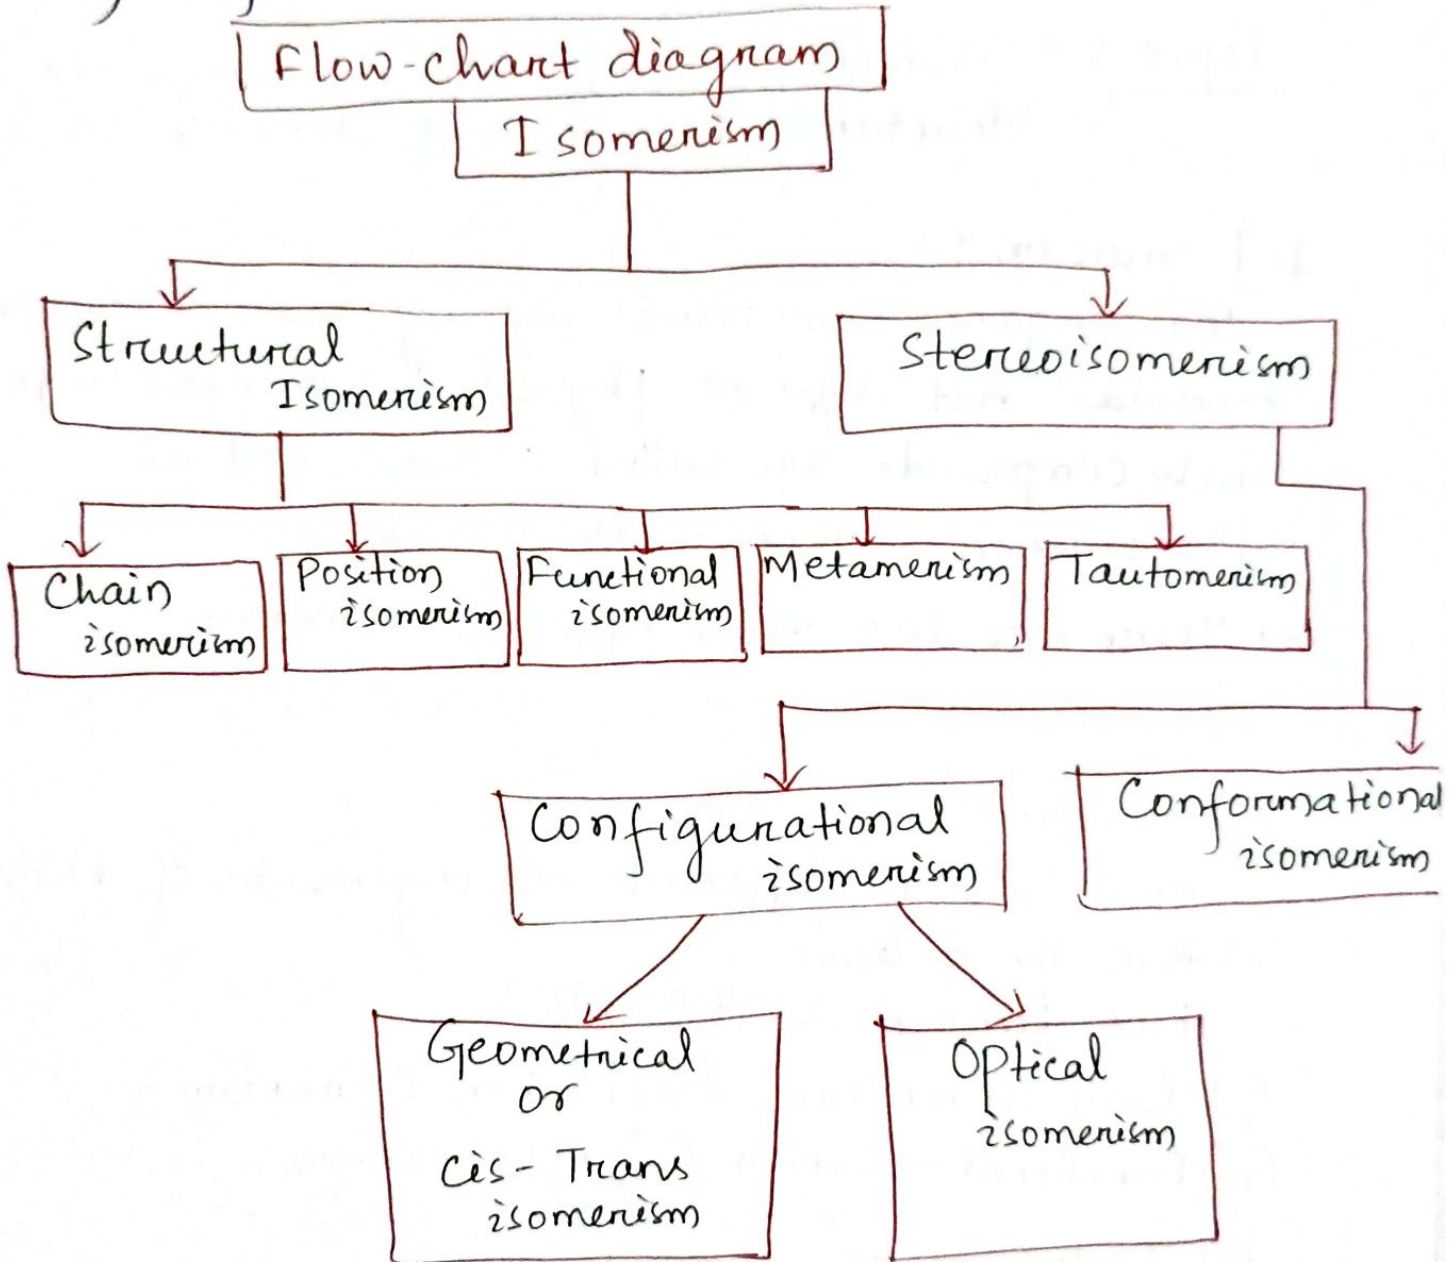 Flow-chart diagram
Isomerism
Structural
Isomerism
Stereoisomerism
Chain
isomerism
Position
isomerism
Functional
isomerism
Metamerism
Tautomerism
Configurational
isomerism
Conformational
isomerism
Geometrical
or
Cis-Trans
isomerism
Optical
isomerism